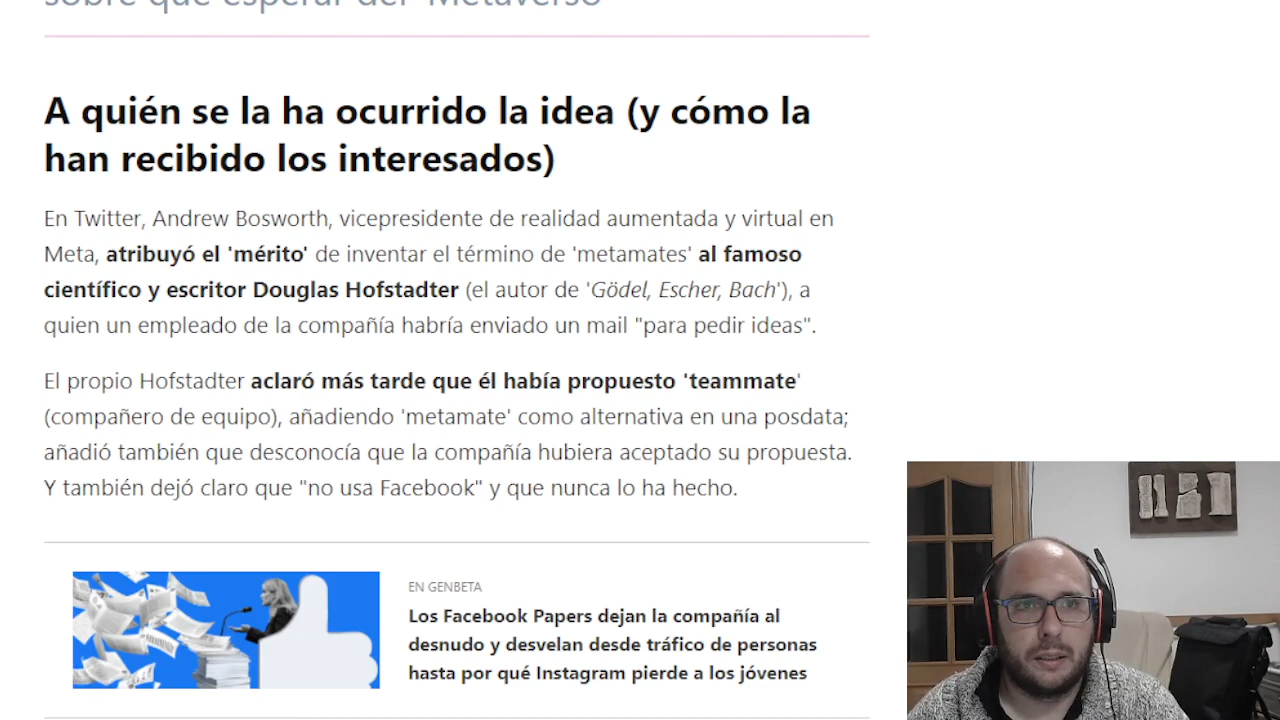 sobre qué esperar del 'Metaverso'
A quién se la ha ocurrido la idea (y cómo la
han recibido los interesados)
En Twitter, Andrew Bosworth, vicepresidente de realidad aumentada y virtual en
Meta, atribuyó el 'mérito' de inventar el término de 'metamates' al famoso
científico y escritor Douglas Hofstadter (el autor de 'Gödel, Escher, Bach'), a
quien un empleado de la compañía habría enviado un mail "para pedir ideas".
El propio Hofstadter aclaró más tarde que él había propuesto 'teammate'
(compañero de equipo), añadiendo 'metamate' como alternativa en una posdata;
añadió también que desconocía que la compañía hubiera aceptado su propuesta.
Y también dejó claro que "no usa Facebook" y que nunca lo ha hecho.
EN GENBETA
Los Facebook Papers dejan la compañía al
desnudo y desvelan desde tráfico de personas
hasta por qué Instagram pierde a los jóvenes